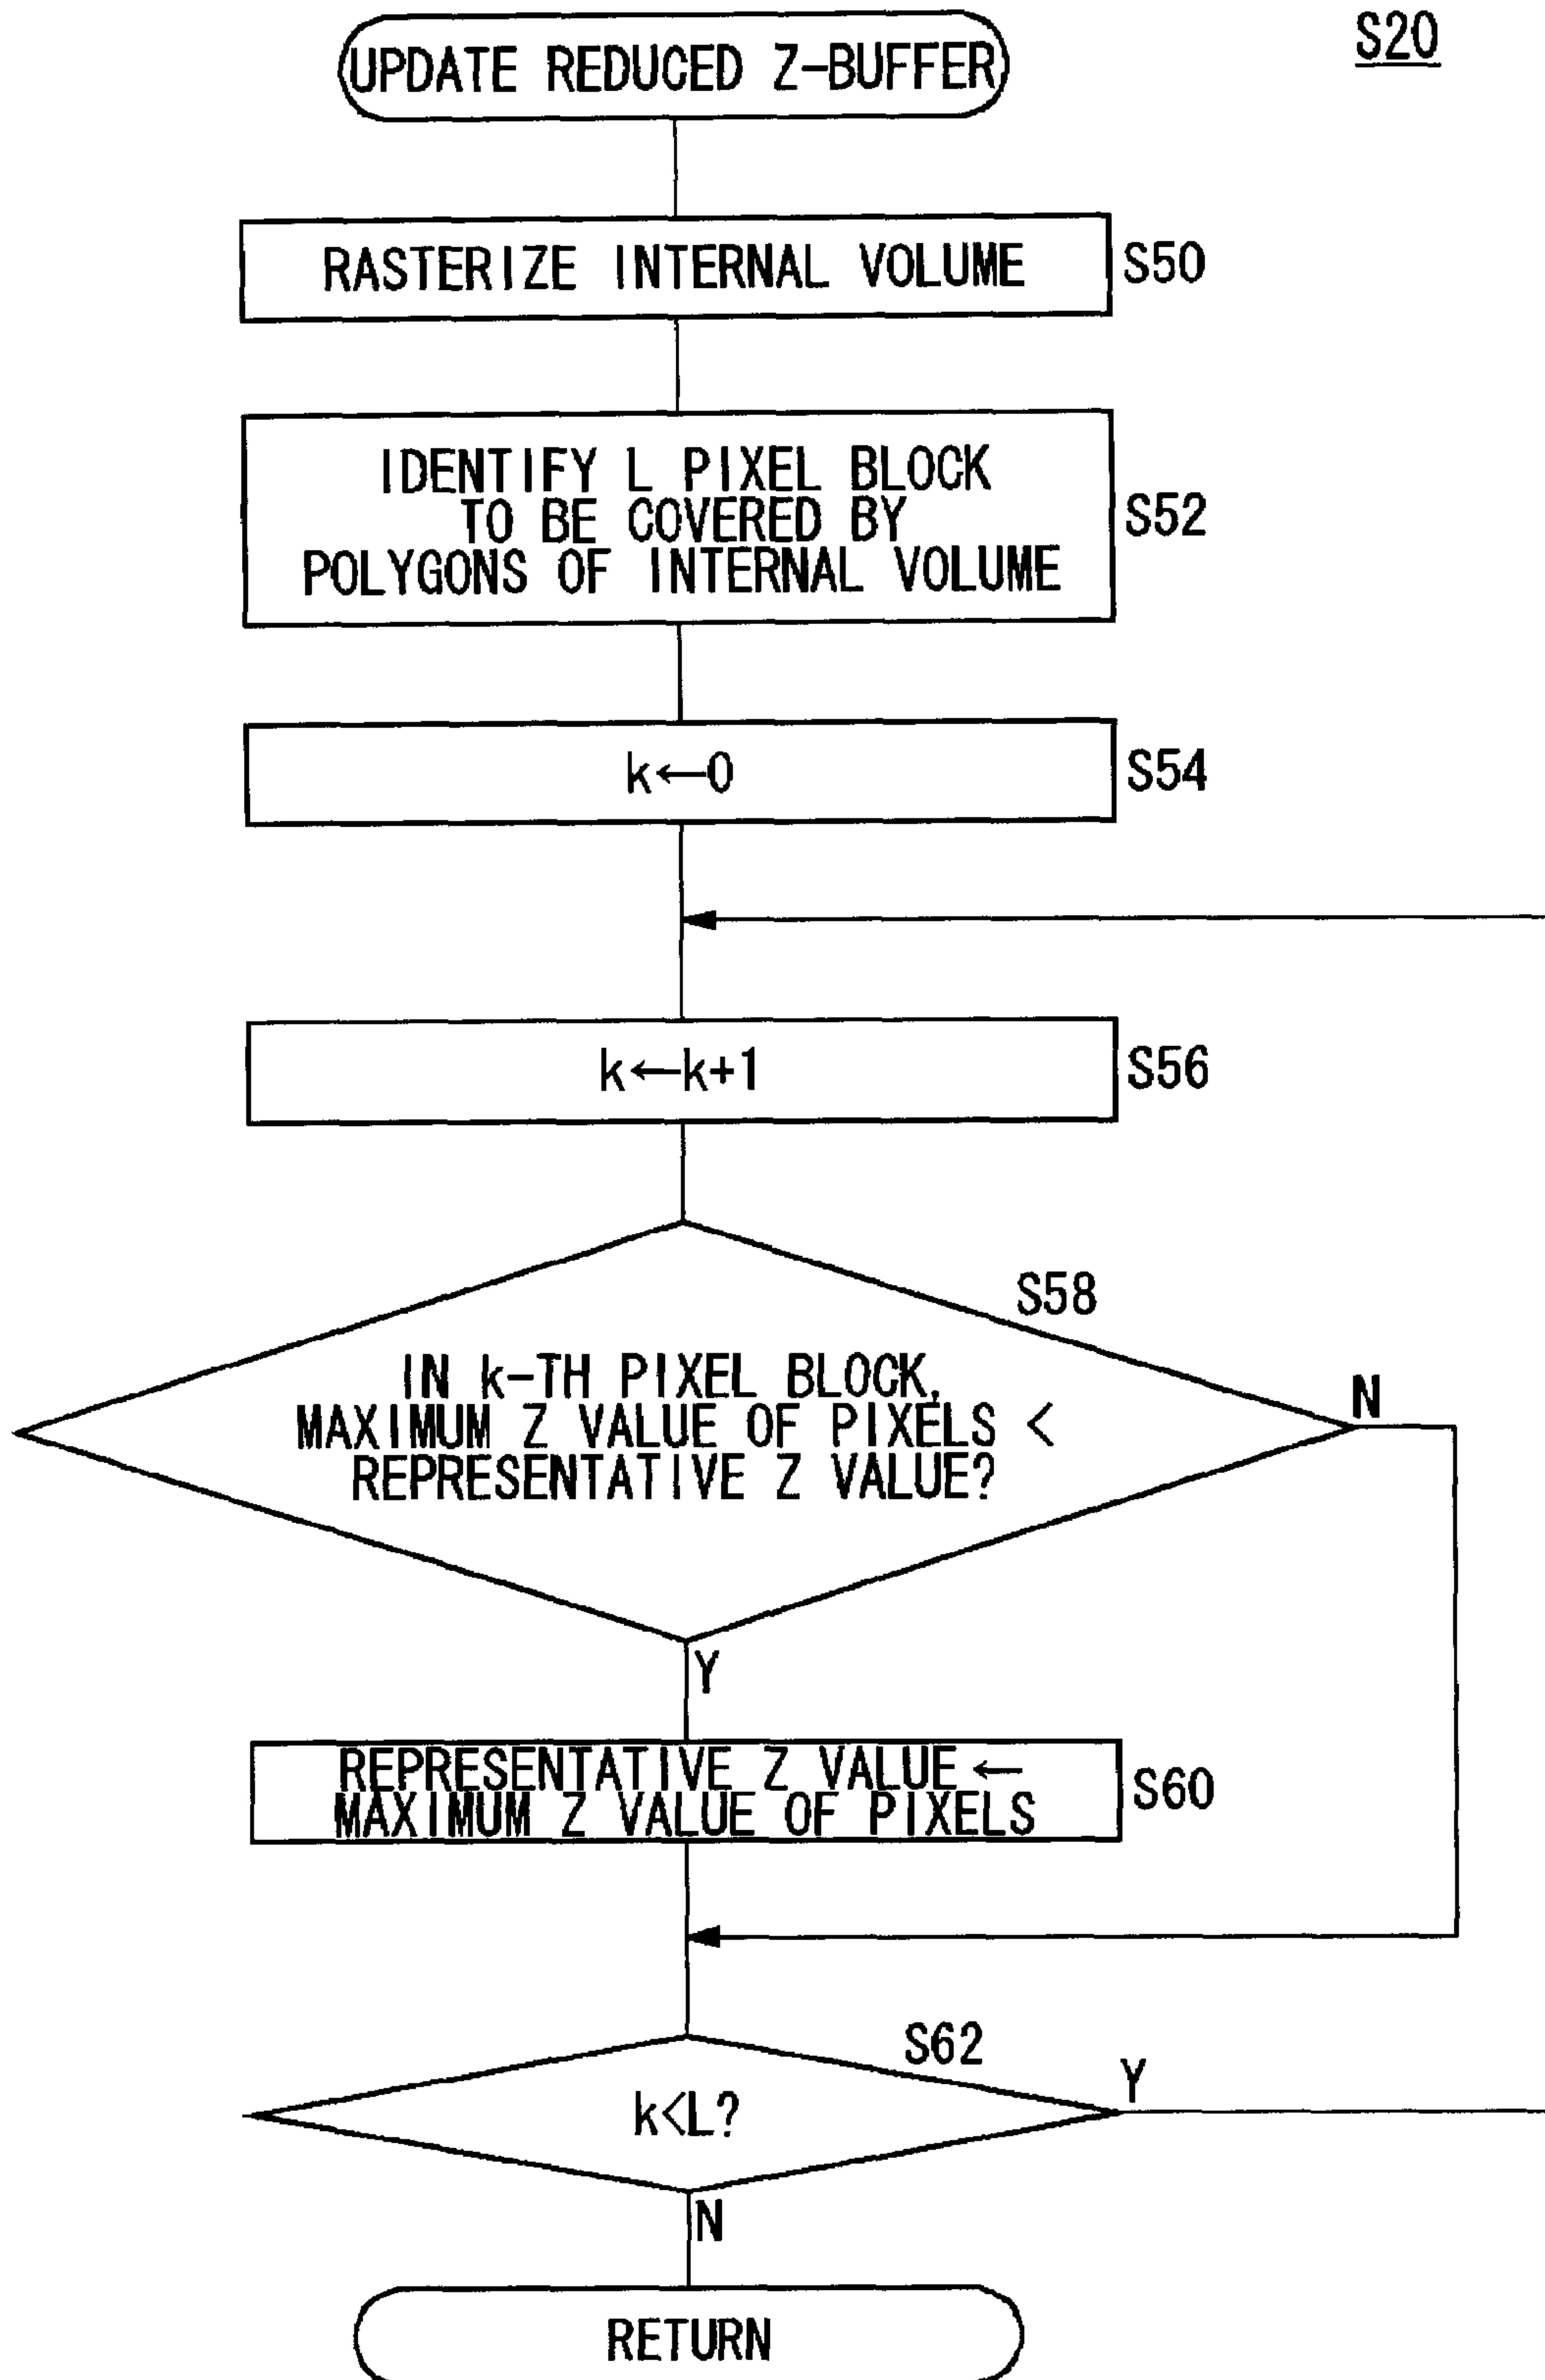 S20
UPDATE REDUCED Z-BUFFER
RASTERIZE INTERNAL VOLUME
S50
IDENTIFY L PIXEL BLOCK
TO BE COVERED BY
POLYGONS OF INTERNAL VOLUME
S52
k←0
S54
k←k+1
S56
S58
IN k-TH PIXEL BLOCK,
MAXIMUM Z VALUE OF PIXELS <
REPRESENTATIVE Z VALUE?
N
Y
REPRESENTATIVE Z VALUE ←
MAXIMUM Z VALUE OF PIXELS
S60
S62
k<L?
Y
N
RETURN